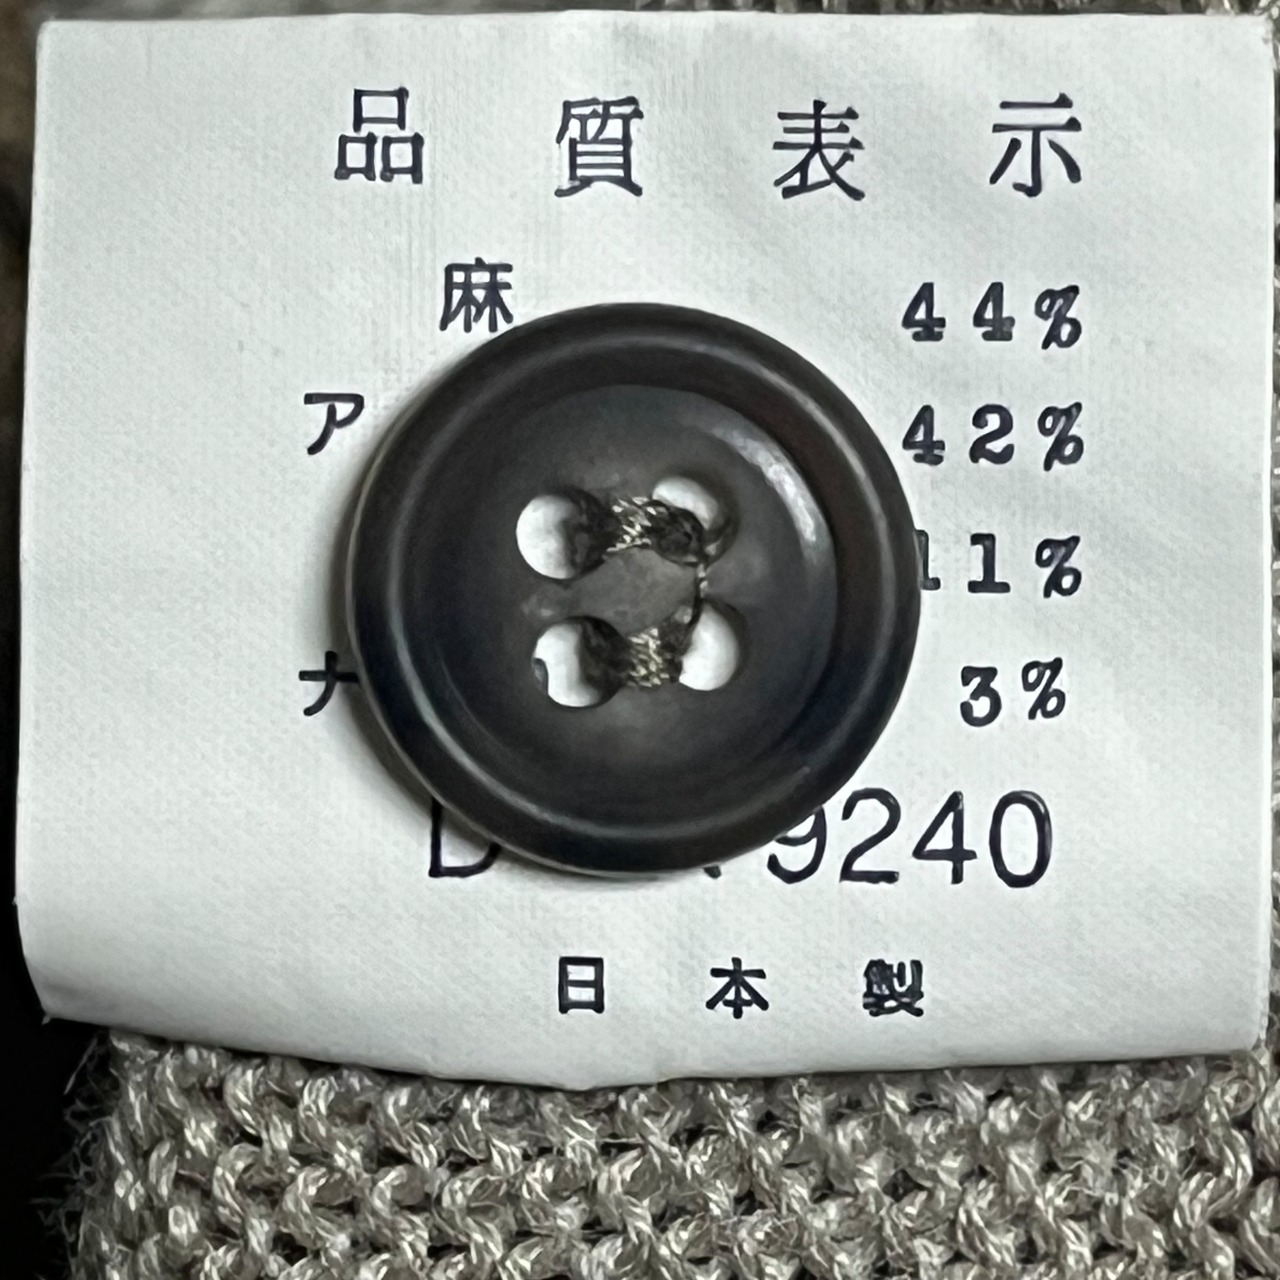 品質表示
麻 44%
ア 42%
11%
ナ 3%
D 9240
日本製